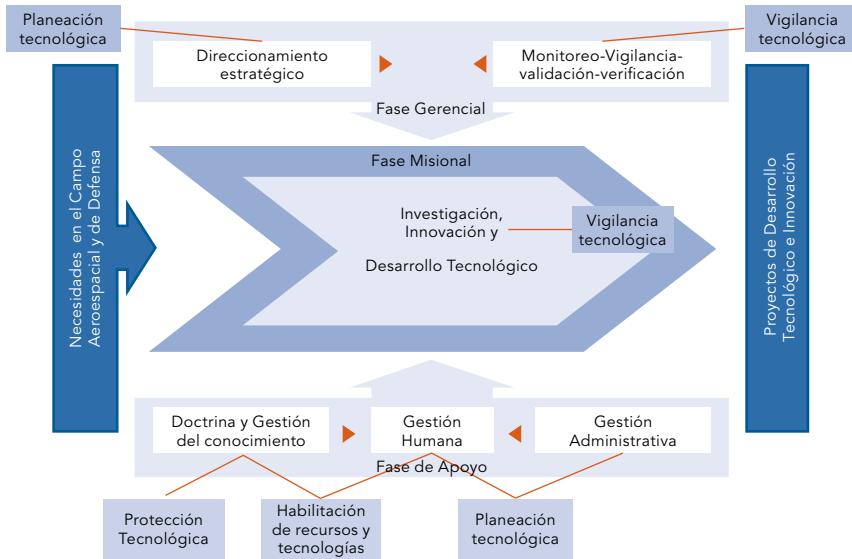 Planeación
tecnológica
Vigilancia
tecnológica
Direccionamiento
estratégico
Monitoreo-Vigilancia-
validación-verificación
Fase Gerencial
Necesidades en el Campo
Aeroespacial y de Defensa
Fase Misional
Investigación,
Innovación y
Desarrollo Tecnológico
Vigilancia
tecnológica
Proyectos de Desarrollo
Tecnológico e Innovación
Doctrina y Gestión
del conocimiento
Gestión
Humana
Gestión
Administrativa
Fase de Apoyo
Protección
Tecnológica
Habilitación
de recursos y
tecnologías
Planeación
tecnológica